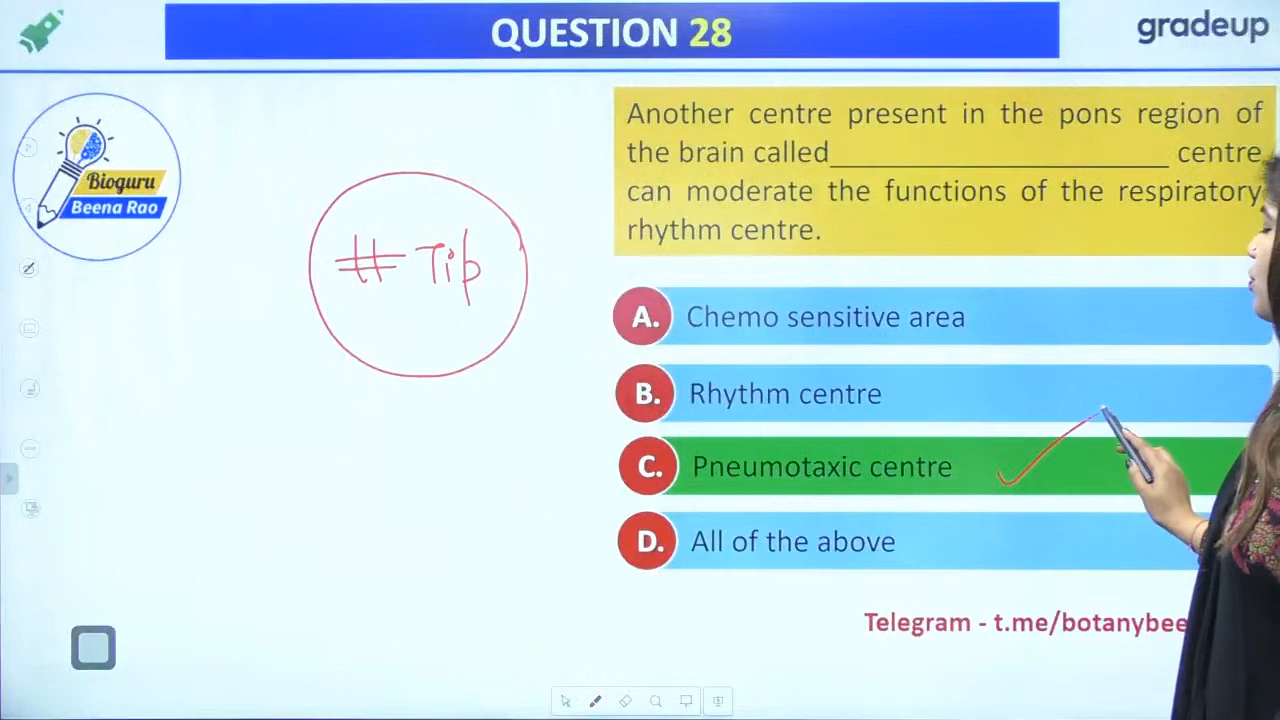 QUESTION 28
gradeup
Bioguru
Beena Rao
# Tip
Another centre present in the pons region of
the brain called______________________ centre
can moderate the functions of the respiratory
rhythm centre.
A. Chemo sensitive area
B. Rhythm centre
C. Pneumotaxic centre
D. All of the above
Telegram - t.me/botanybee